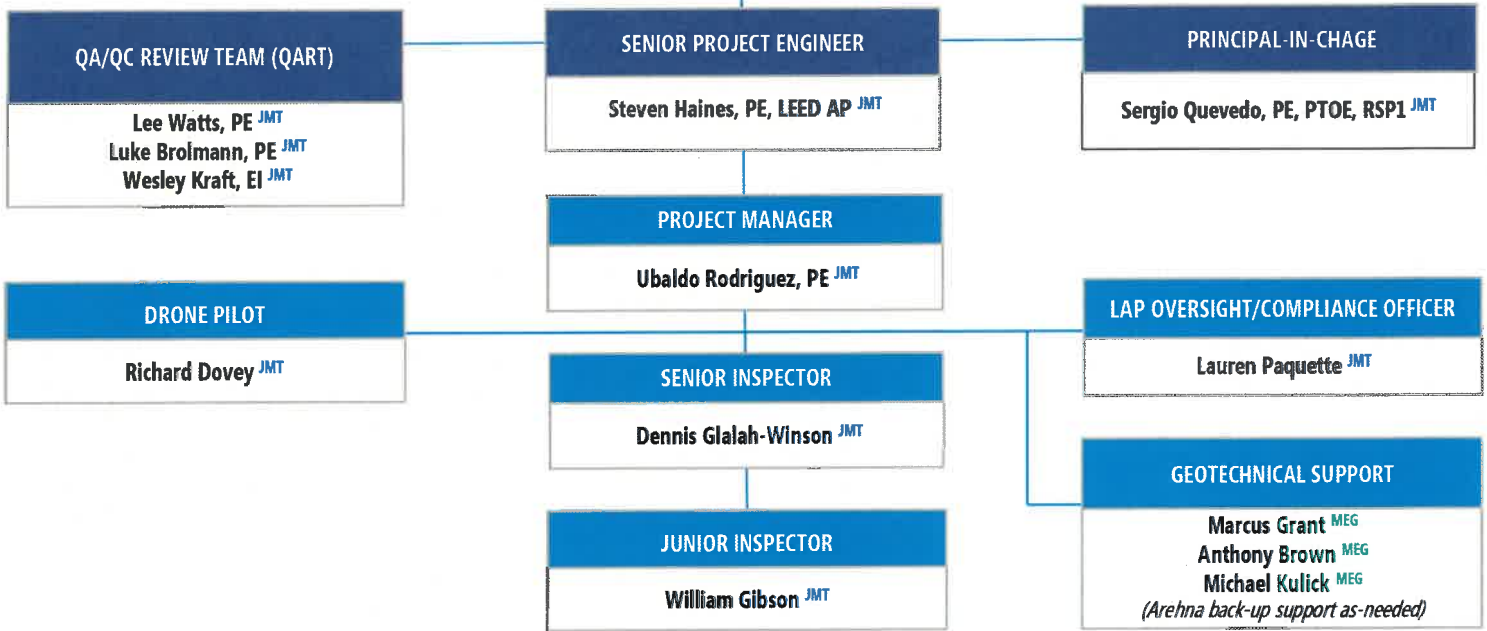 QA/QC REVIEW TEAM (QART)
Lee Watts, PE JMT
Luke Brolmann, PE JMT
Wesley Kraft, EI JMT
SENIOR PROJECT ENGINEER
Steven Haines, PE, LEED AP JMT
PRINCIPAL-IN-CHAGE
Sergio Quevedo, PE, PTOE, RSP1 JMT
PROJECT MANAGER
Ubaldo Rodriguez, PE JMT
DRONE PILOT
Richard Dovey JMT
LAP OVERSIGHT/COMPLIANCE OFFICER
Lauren Paquette JMT
SENIOR INSPECTOR
Dennis Glalah-Winson JMT
GEOTECHNICAL SUPPORT
Marcus Grant MEG
Anthony Brown MEG
Michael Kulick MEG
(Arehna back-up support as-needed)
JUNIOR INSPECTOR
William Gibson JMT